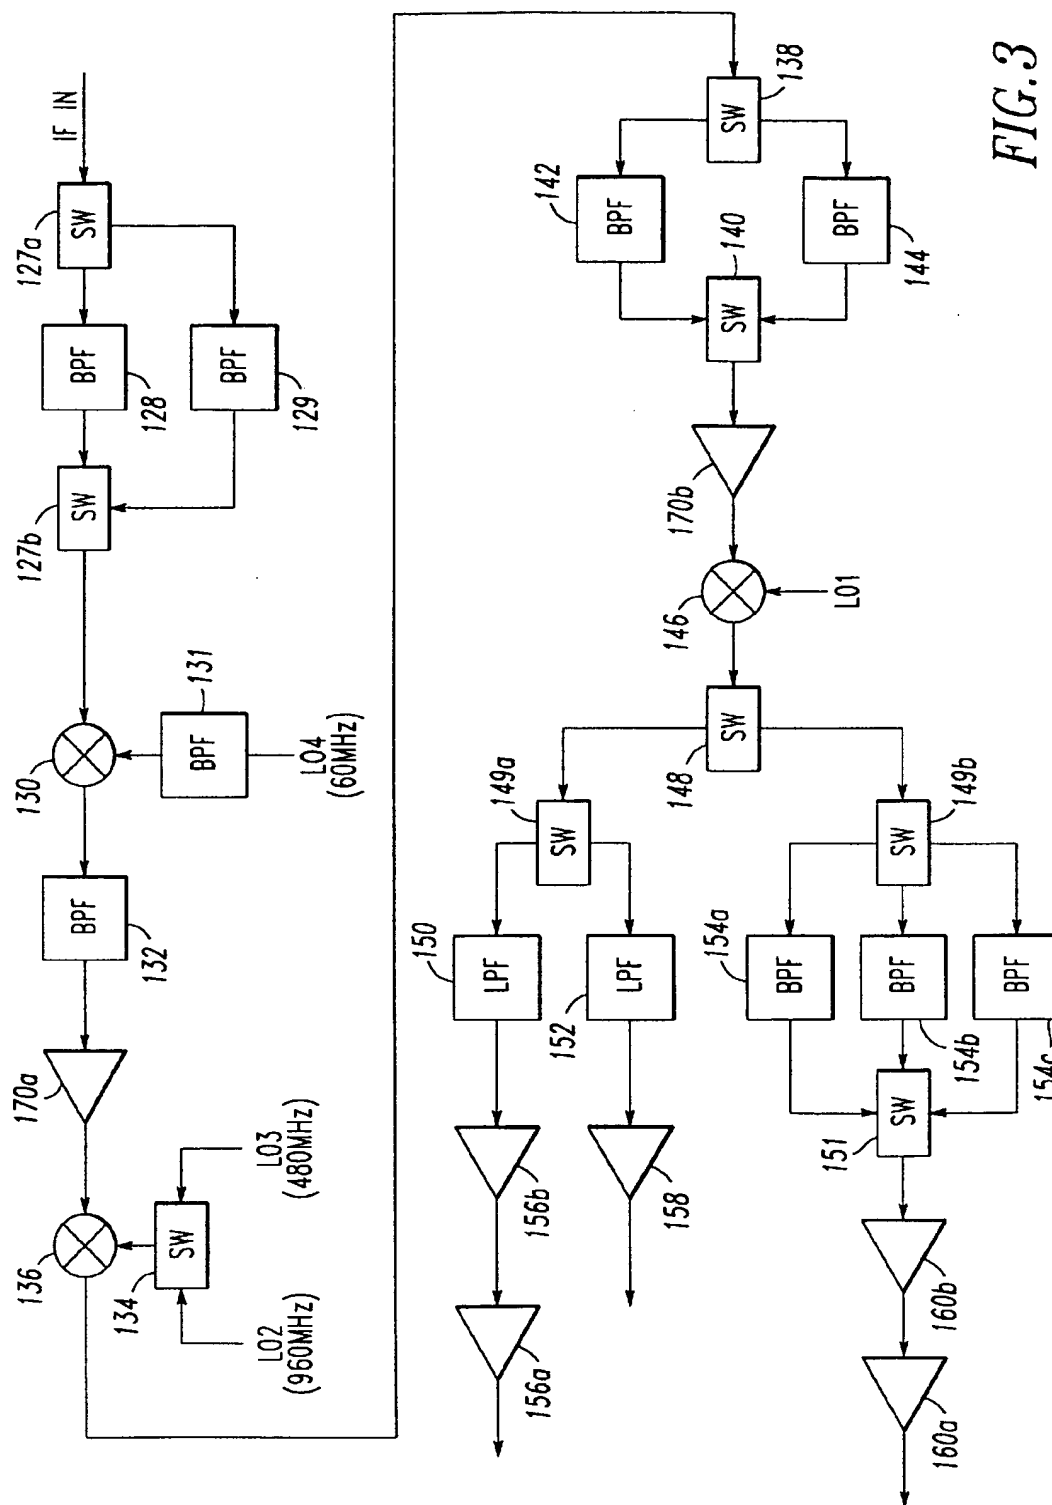 IF IN
127a
SW
BPF
128
BPF
129
127b
SW
130
131
BPF
LO4
(60MHz)
BPF
132
170a
136
134
SW
LO3
(480MHz)
LO2
(960MHz)
SW
138
142
BPF
BPF
144
140
SW
170b
146
LO1
148
SW
149a
SW
150
LPF
152
LPF
156b
156a
158
149b
SW
154a
BPF
BPF
154b
BPF
154c
151
SW
160b
160a
FIG.3